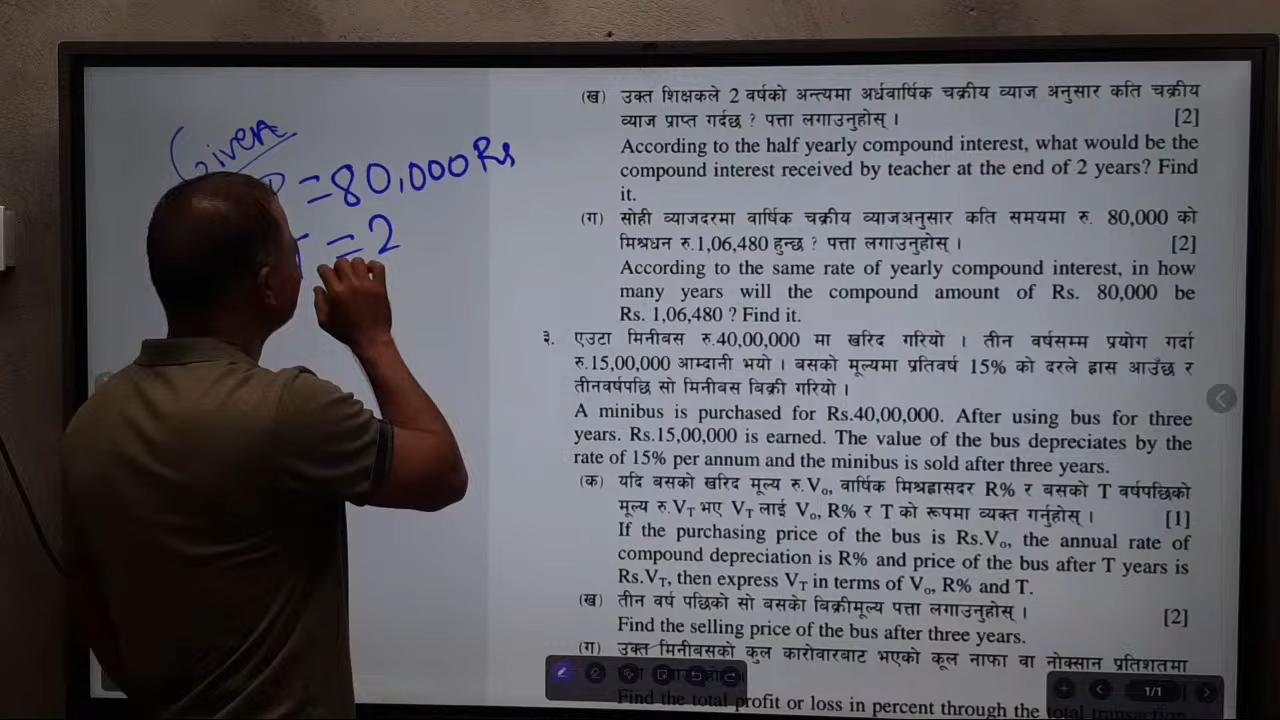 Given
P = 80,000 Rs
T = 2
(ख) उक्त शिक्षकले 2 वर्षको अन्त्यमा अर्धवार्षिक चक्रीय व्याज अनुसार कति चक्रीय
व्याज प्राप्त गर्दछ ? पत्ता लगाउनुहोस् । [2]
According to the half yearly compound interest, what would be the
compound interest received by teacher at the end of 2 years? Find
it.
(ग) सोही व्याजदरमा वार्षिक चक्रीय व्याजअनुसार कति समयमा रु. 80,000 को
मिश्रधन रु.1,06,480 हुन्छ ? पत्ता लगाउनुहोस् । [2]
According to the same rate of yearly compound interest, in how
many years will the compound amount of Rs. 80,000 be
Rs. 1,06,480 ? Find it.
३. एउटा मिनीबस रु.40,00,000 मा खरिद गरियो । तीन वर्षसम्म प्रयोग गर्दा
रु.15,00,000 आम्दानी भयो । बसको मूल्यमा प्रतिवर्ष 15% को दरले ह्रास आउँछ र
तीनवर्षपछि सो मिनीबस बिक्री गरियो ।
A minibus is purchased for Rs.40,00,000. After using bus for three
years. Rs.15,00,000 is earned. The value of the bus depreciates by the
rate of 15% per annum and the minibus is sold after three years.
(क) यदि बसको खरिद मूल्य रु.V₀, वार्षिक मिश्रह्रासदर R% र बसको T वर्षपछिको
मूल्य रु.V_T भए V_T लाई V₀, R% र T को रूपमा व्यक्त गर्नुहोस् । [1]
If the purchasing price of the bus is Rs.V₀, the annual rate of
compound depreciation is R% and price of the bus after T years is
Rs.V_T, then express V_T in terms of V₀, R% and T.
(ख) तीन वर्ष पछिको सो बसको बिक्रीमूल्य पत्ता लगाउनुहोस् । [2]
Find the selling price of the bus after three years.
(ग) उक्त मिनीबसको कुल कारोवारबाट भएको कूल नाफा वा नोक्सान प्रतिशतमा
Find the total profit or loss in percent through the total transaction
1/1